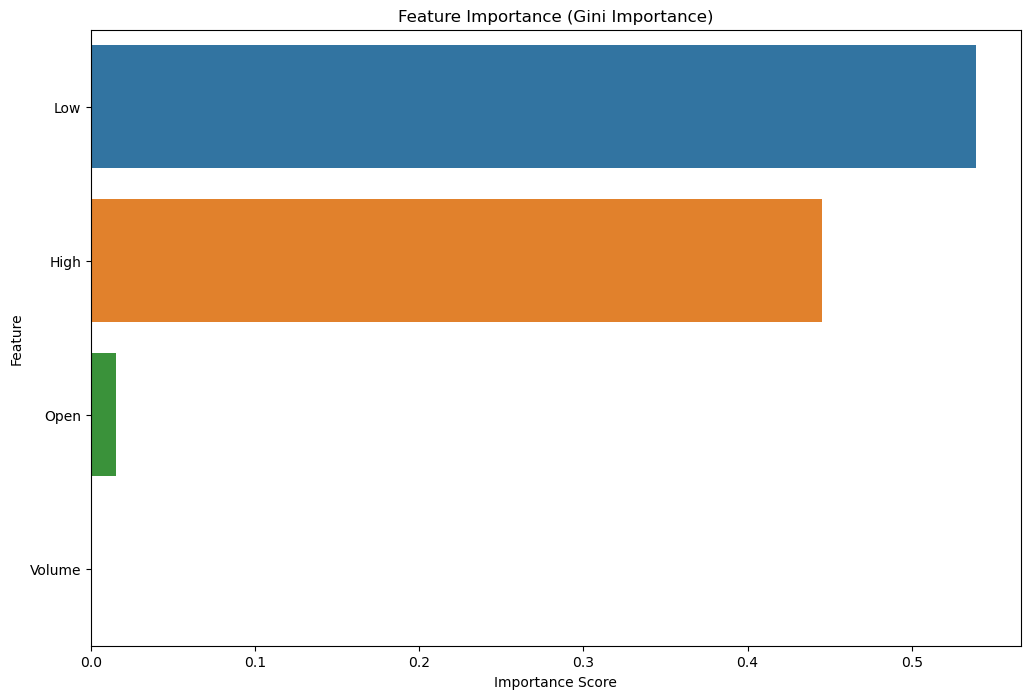 Feature Importance (Gini Importance)
Low
High
Open
Volume
Feature
0.0 0.1 0.2 0.3 0.4 0.5
Importance Score